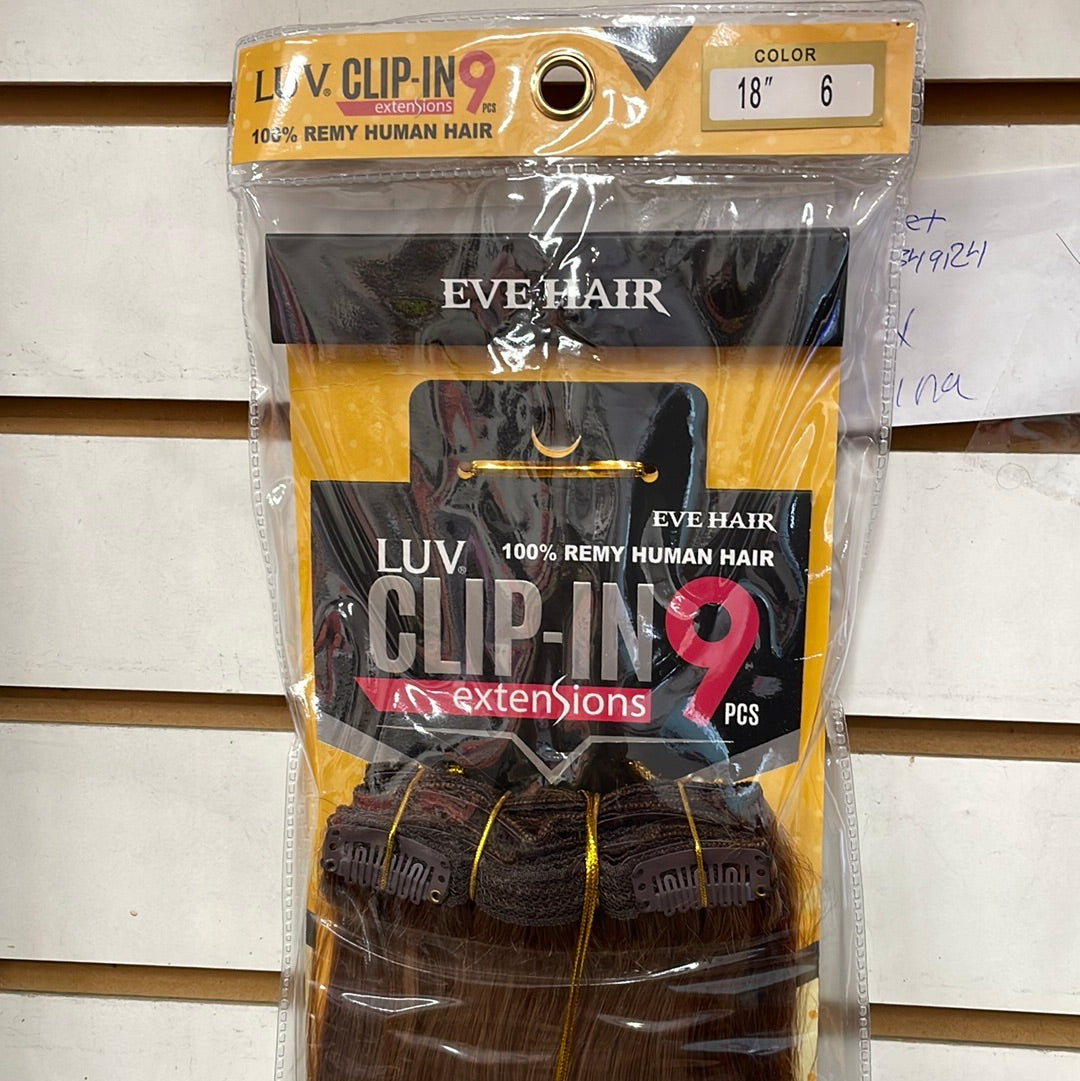 LUV® CLIP-IN 9
extensions PCS
100% REMY HUMAN HAIR
COLOR
18" 6
EVE HAIR
EVE HAIR
LUV® 100% REMY HUMAN HAIR
CLIP-IN 9
extensions PCS